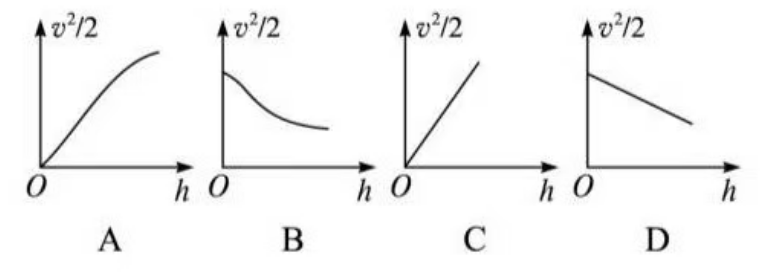 v²/2 v²/2 v²/2 v²/2
O h O h O h O h
A B C D